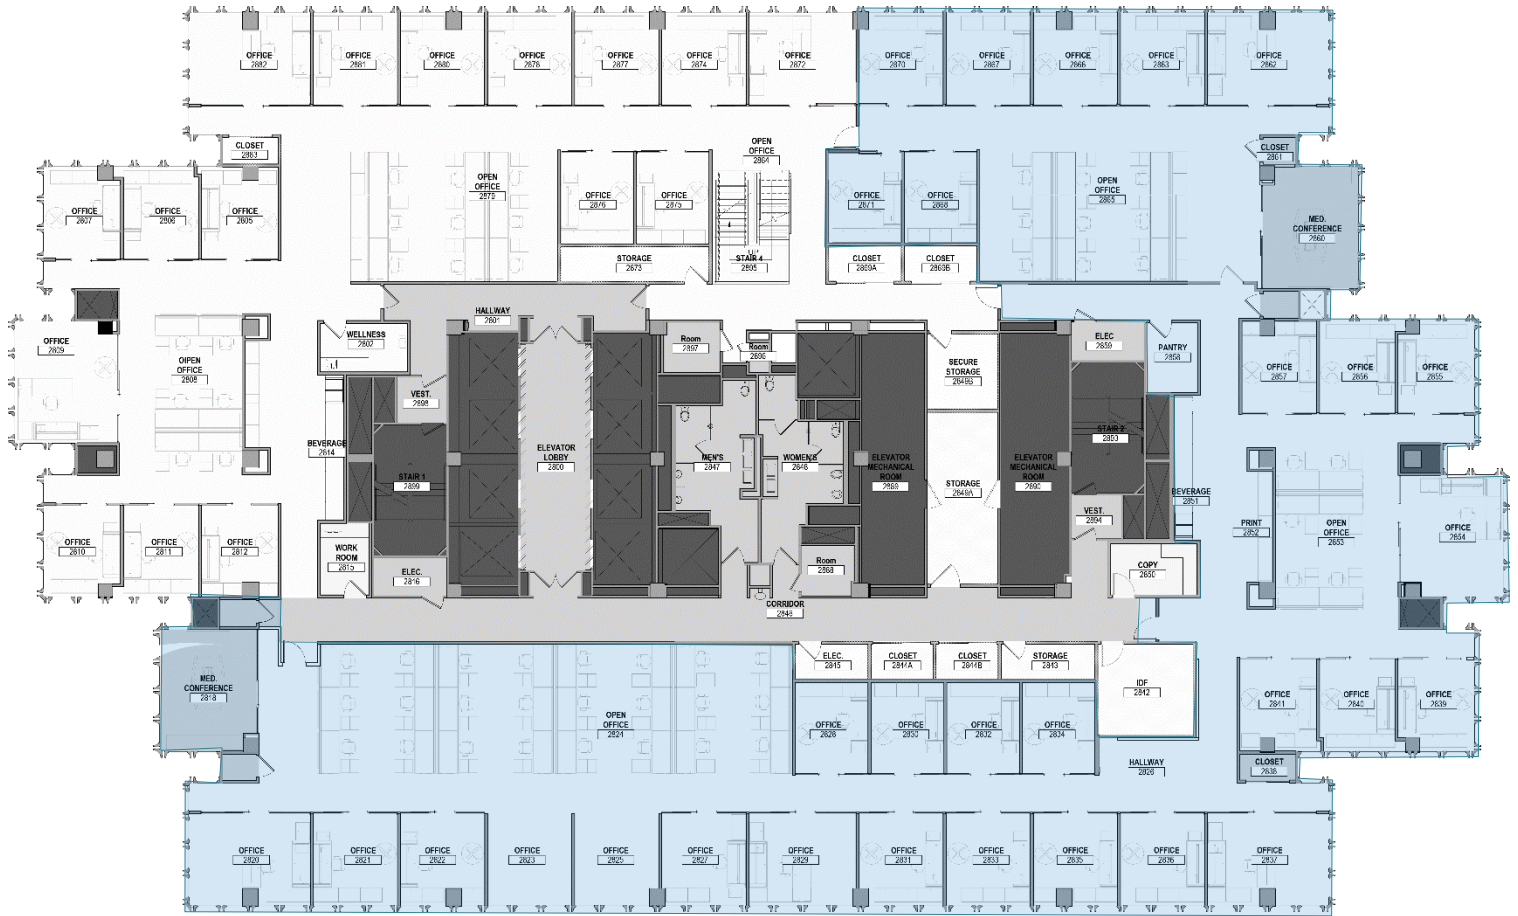 OFFICE
2882
OFFICE
2881
OFFICE
2880
OFFICE
2878
OFFICE
2877
OFFICE
2874
OFFICE
2872
OFFICE
2870
OFFICE
2867
OFFICE
2866
OFFICE
2863
OFFICE
2862
CLOSET
2883
OPEN
OFFICE
2864
CLOSET
2861
OFFICE
2807
OFFICE
2806
OFFICE
2805
OPEN
OFFICE
2879
OFFICE
2876
OFFICE
2875
OFFICE
2871
OFFICE
2868
OPEN
OFFICE
2865
MED.
CONFERENCE
2860
STORAGE
2873
UP
STAIR 4
2895
CLOSET
2869A
CLOSET
2869B
HALLWAY
2801
WELLNESS
2802
OFFICE
2809
OIPEN
OFFICE
2808
Room
2897
Room
2896
SECURE
STORAGE
2849B
ELEC
2859
PANTRY
2858
OFFICE
2857
OFFICE
2856
OFFICE
2855
VEST.
2898
BEVERAGE
2814
ELEVATOR
LOBBY
2800
MEN'S
2847
WOMEN'S
2848
ELEVATOR
MECHANICAL
ROOM
2889
STORAGE
2849A
ELEVATOR
MECHANICAL
ROOM
2890
STAIR 2
2893
STAIR 1
2899
BEVERAGE
2851
VEST.
2894
PRINT
2852
OPEN
OFFICE
2853
OFFICE
2854
OFFICE
2810
OFFICE
2811
OFFICE
2812
WORK
ROOM
2815
ELEC.
2816
Room
2888
COPY
2850
CORRIDOR
2846
MED.
CONFERENCE
2818
ELEC.
2845
CLOSET
2844A
CLOSET
2844B
STORAGE
2843
IDF
2842
OFFICE
2841
OFFICE
2840
OFFICE
2839
OPEN
OFFICE
2824
OFFICE
2828
OFFICE
2830
OFFICE
2832
OFFICE
2834
HALLWAY
2826
CLOSET
2838
OFFICE
2820
OFFICE
2821
OFFICE
2822
OFFICE
2823
OFFICE
2825
OFFICE
2827
OFFICE
2829
OFFICE
2831
OFFICE
2833
OFFICE
2835
OFFICE
2836
OFFICE
2837